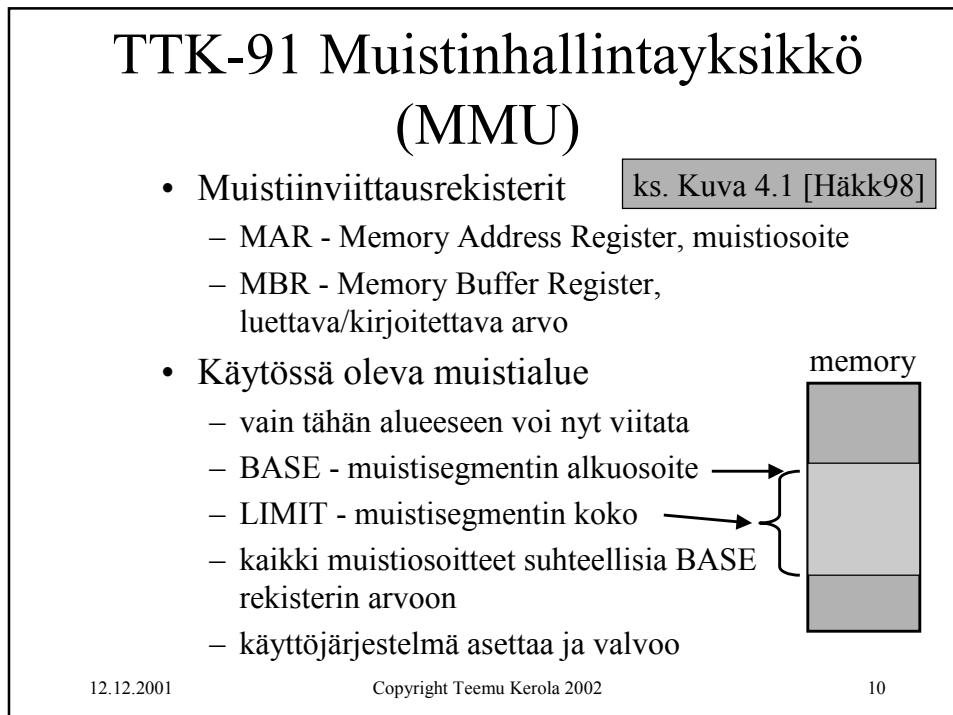 TTK-91 Muistinhallintayksikkö
(MMU)
• Muistiinviittausrekisterit
ks. Kuva 4.1 [Häkk98]
– MAR - Memory Address Register, muistiosoite
– MBR - Memory Buffer Register,
luettava/kirjoitettava arvo
• Käytössä oleva muistialue
memory
– vain tähän alueeseen voi nyt viitata
– BASE - muistisegmentin alkuosoite
– LIMIT - muistisegmentin koko
– kaikki muistiosoitteet suhteellisia BASE
rekisterin arvoon
– käyttöjärjestelmä asettaa ja valvoo
12.12.2001
Copyright Teemu Kerola 2002
10